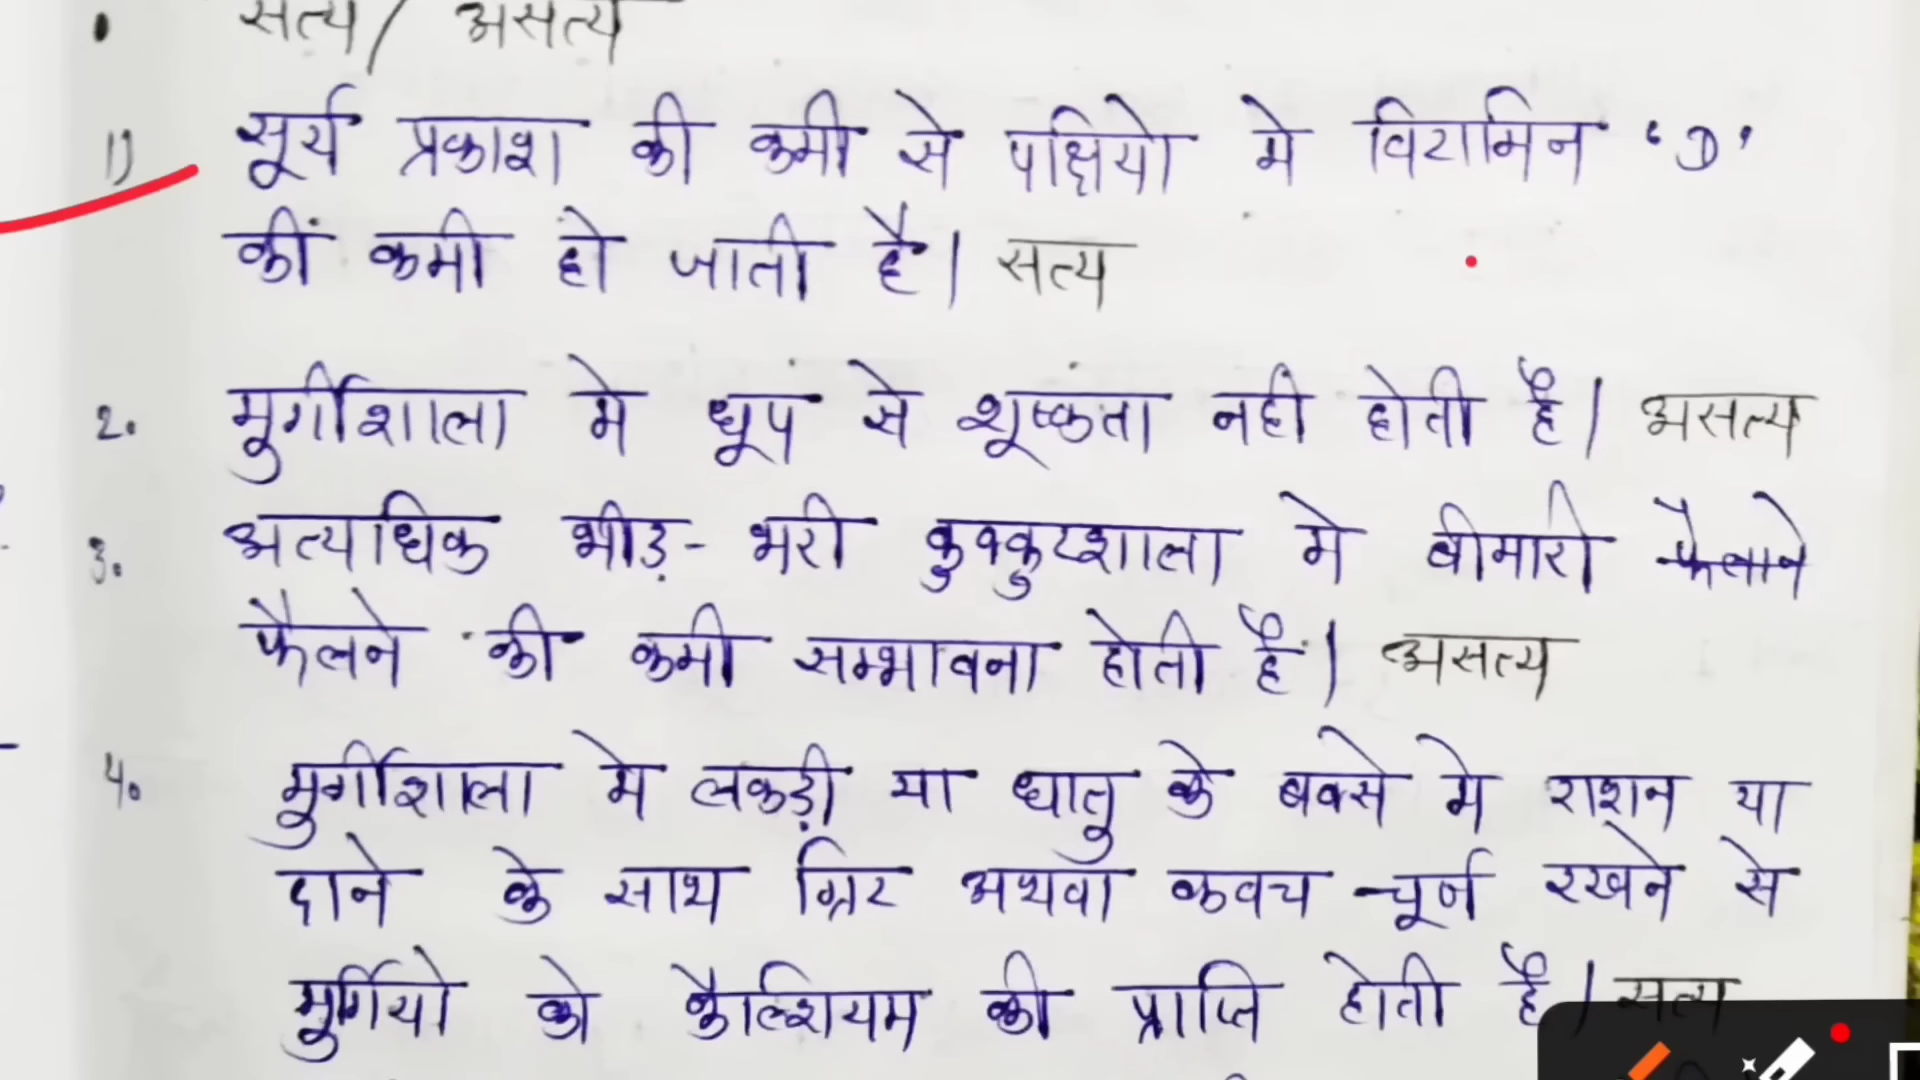 • सत्य / असत्य
1) सूर्य प्रकाश की कमी से पक्षियो मे विटामिन 'D'
कीं कमी हो जाती है। सत्य
2. मुर्गीशाला मे धूप से शूष्कता नही होती है। असत्य
3. अत्याधिक भीड़-भरी कुक्कुटशाला मे बीमारी फैलाने
फैलने की कमी सम्भावना होती है। असत्य
4. मुर्गीशाला मे लकड़ी या धातु के बक्से मे राशन या
दाने के साथ ग्रिट अथवा कवच चूर्ण रखने से
मुर्गियो को कैल्शियम की प्राप्ति होती है। सत्य